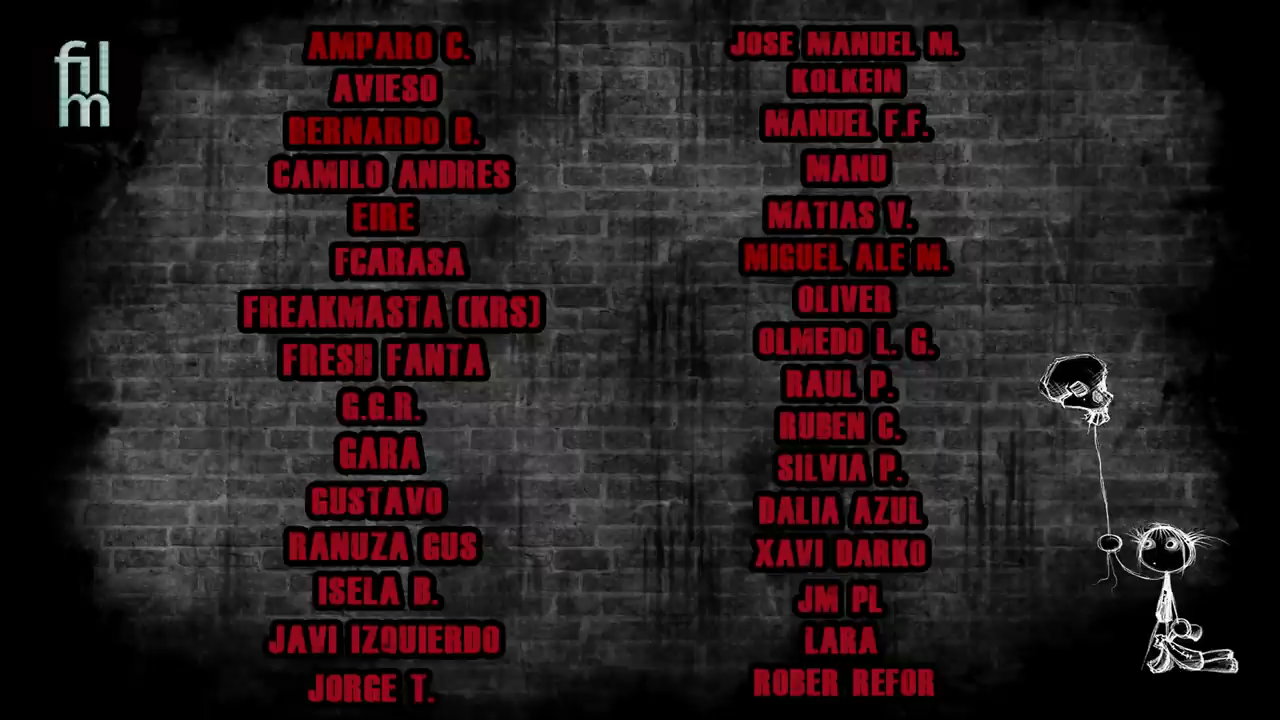 film
AMPARO C.
AVIESO
BERNARDO B.
CAMILO ANDRES
EIRE
FCARASA
FREAKMASTA (KRS)
FRESH FANTA
G.G.R.
GARA
GUSTAVO
RANUZA GUS
ISELA B.
JAVI IZQUIERDO
JORGE T.
JOSE MANUEL M.
KOLKEIN
MANUEL F.F.
MANU
MATIAS V.
MIGUEL ALE M.
OLIVER
OLMEDO L. G.
RAUL P.
RUBEN C.
SILVIA P.
DALIA AZUL
XAVI DARKO
JM PL
LARA
ROBER REFOR